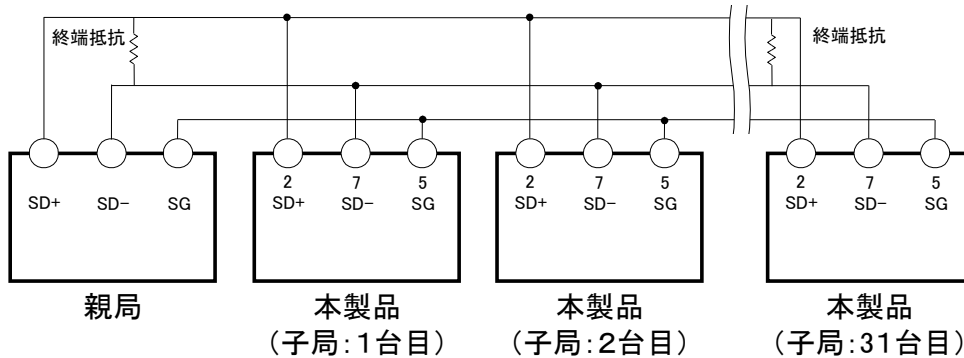 終端抵抗
終端抵抗
SD+ SD- SG
2 7 5
SD+ SD- SG
2 7 5
SD+ SD- SG
2 7 5
SD+ SD- SG
親局
本製品
(子局:1台目)
本製品
(子局:2台目)
本製品
(子局:31台目)